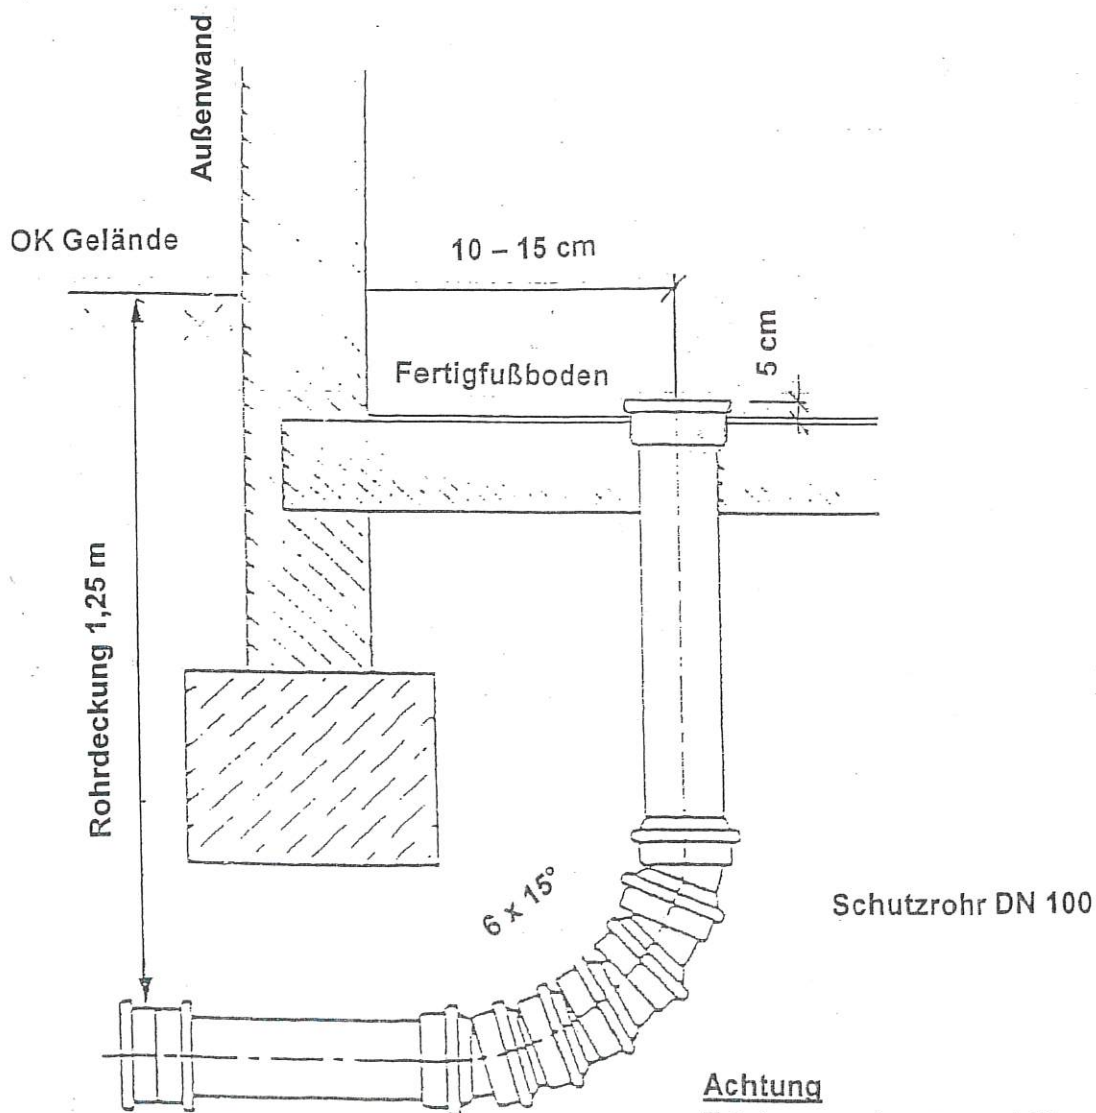 Außenwand
OK Gelände
10 – 15 cm
5 cm
Fertigfußboden
Rohrdeckung 1,25 m
6 x 15°
Schutzrohr DN 100
Achtung